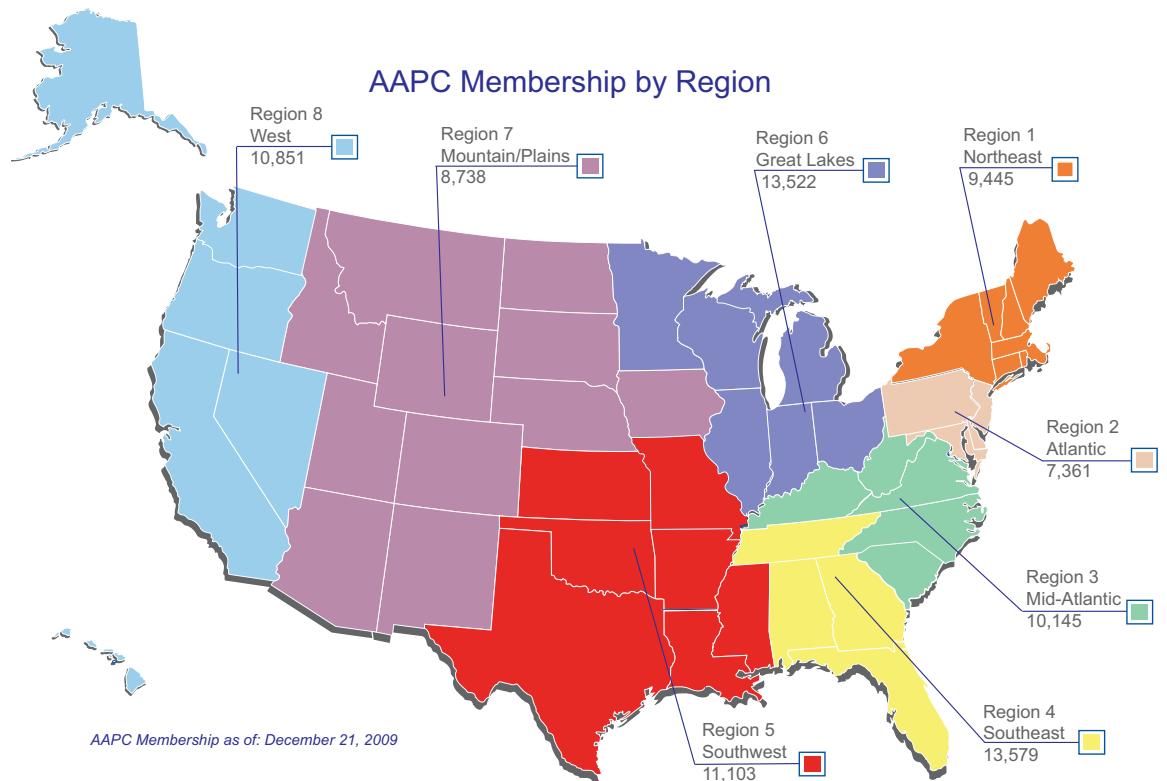 AAPC Membership by Region
Region 8
West
10,851
Region 7
Mountain/Plains
8,738
Region 6
Great Lakes
13,522
Region 1
Northeast
9,445
Region 2
Atlantic
7,361
Region 3
Mid-Atlantic
10,145
Region 4
Southeast
13,579
Region 5
Southwest
11,103
AAPC Membership as of: December 21, 2009